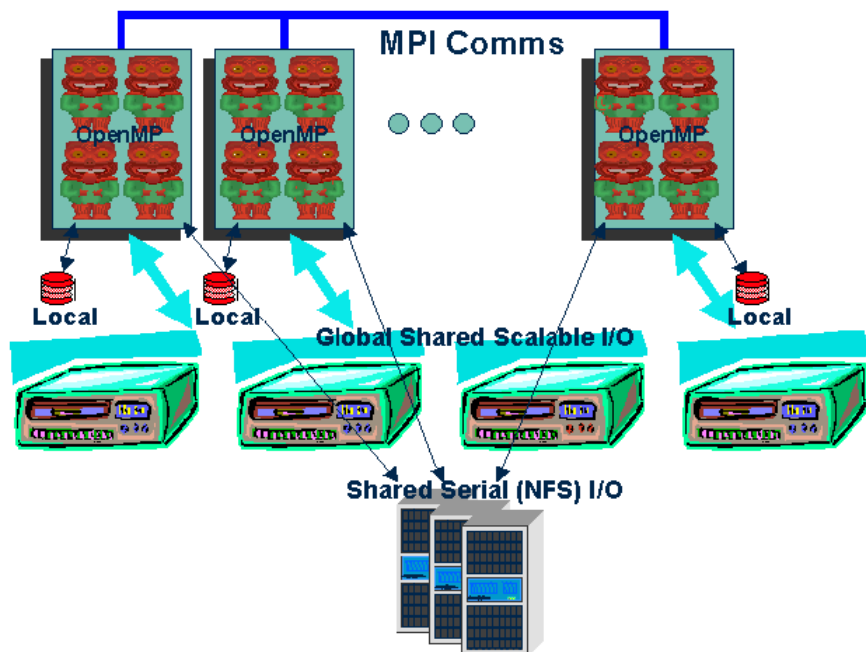 MPI Comms
OpenMP
OpenMP
OpenMP
Local
Local
Local
Global Shared Scalable I/O
Shared Serial (NFS) I/O